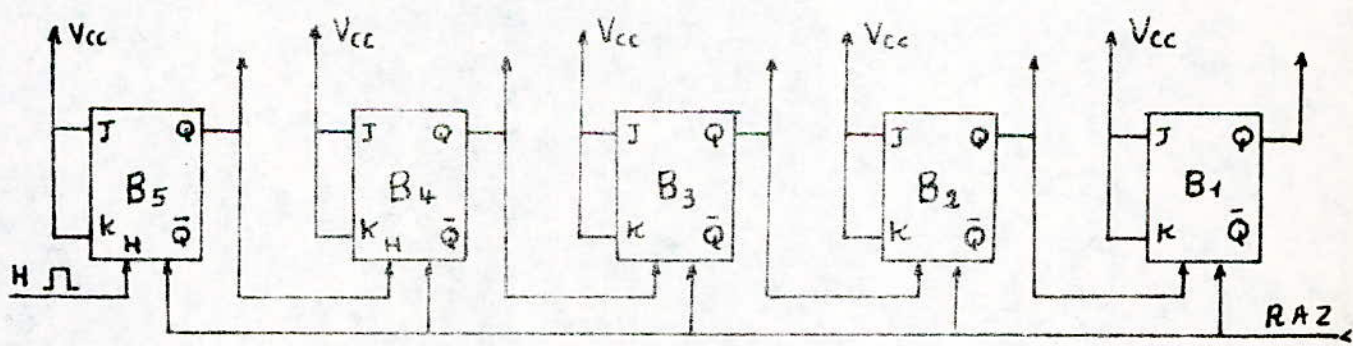 Vcc Vcc Vcc Vcc Vcc
J Q J Q J Q J Q J Q
B5 B4 B3 B2 B1
K H Q̄ K H Q̄ K Q̄ K Q̄ K Q̄
H
RAZ